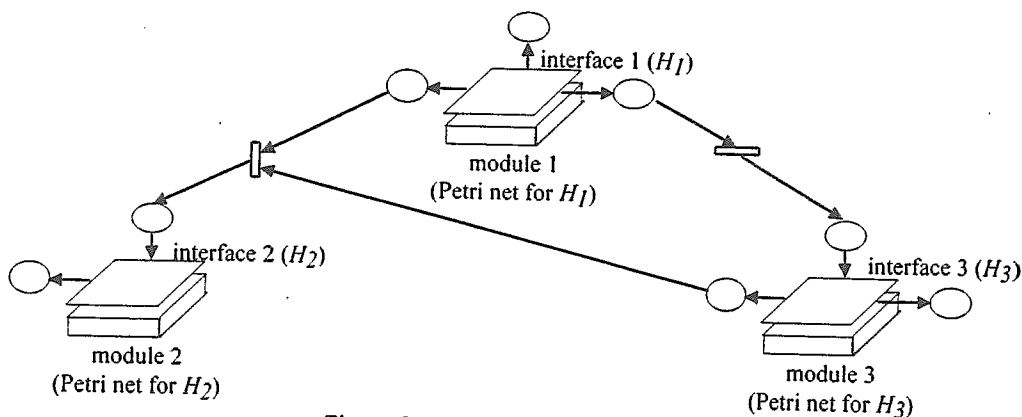 interface 1 (H1)
module 1
(Petri net for H1)
interface 2 (H2)
interface 3 (H3)
module 2
(Petri net for H2)
module 3
(Petri net for H3)